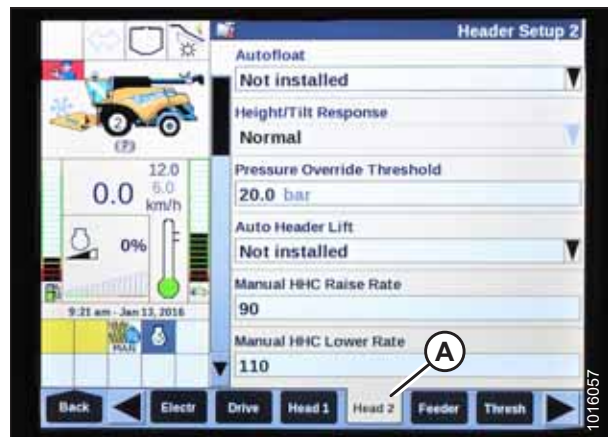 Header Setup 2
Autofloat
Not installed
Height/Tilt Response
Normal
Pressure Override Threshold
20.0 bar
Auto Header Lift
Not installed
Manual HHC Raise Rate
90
Manual HHC Lower Rate
110
2
(?)
12.0
0.0 6.0
km/h
0%
9:21 am - Jan 13, 2016
MAN
A
Back Electr Drive Head 1 Head 2 Feeder Thresh
1016057